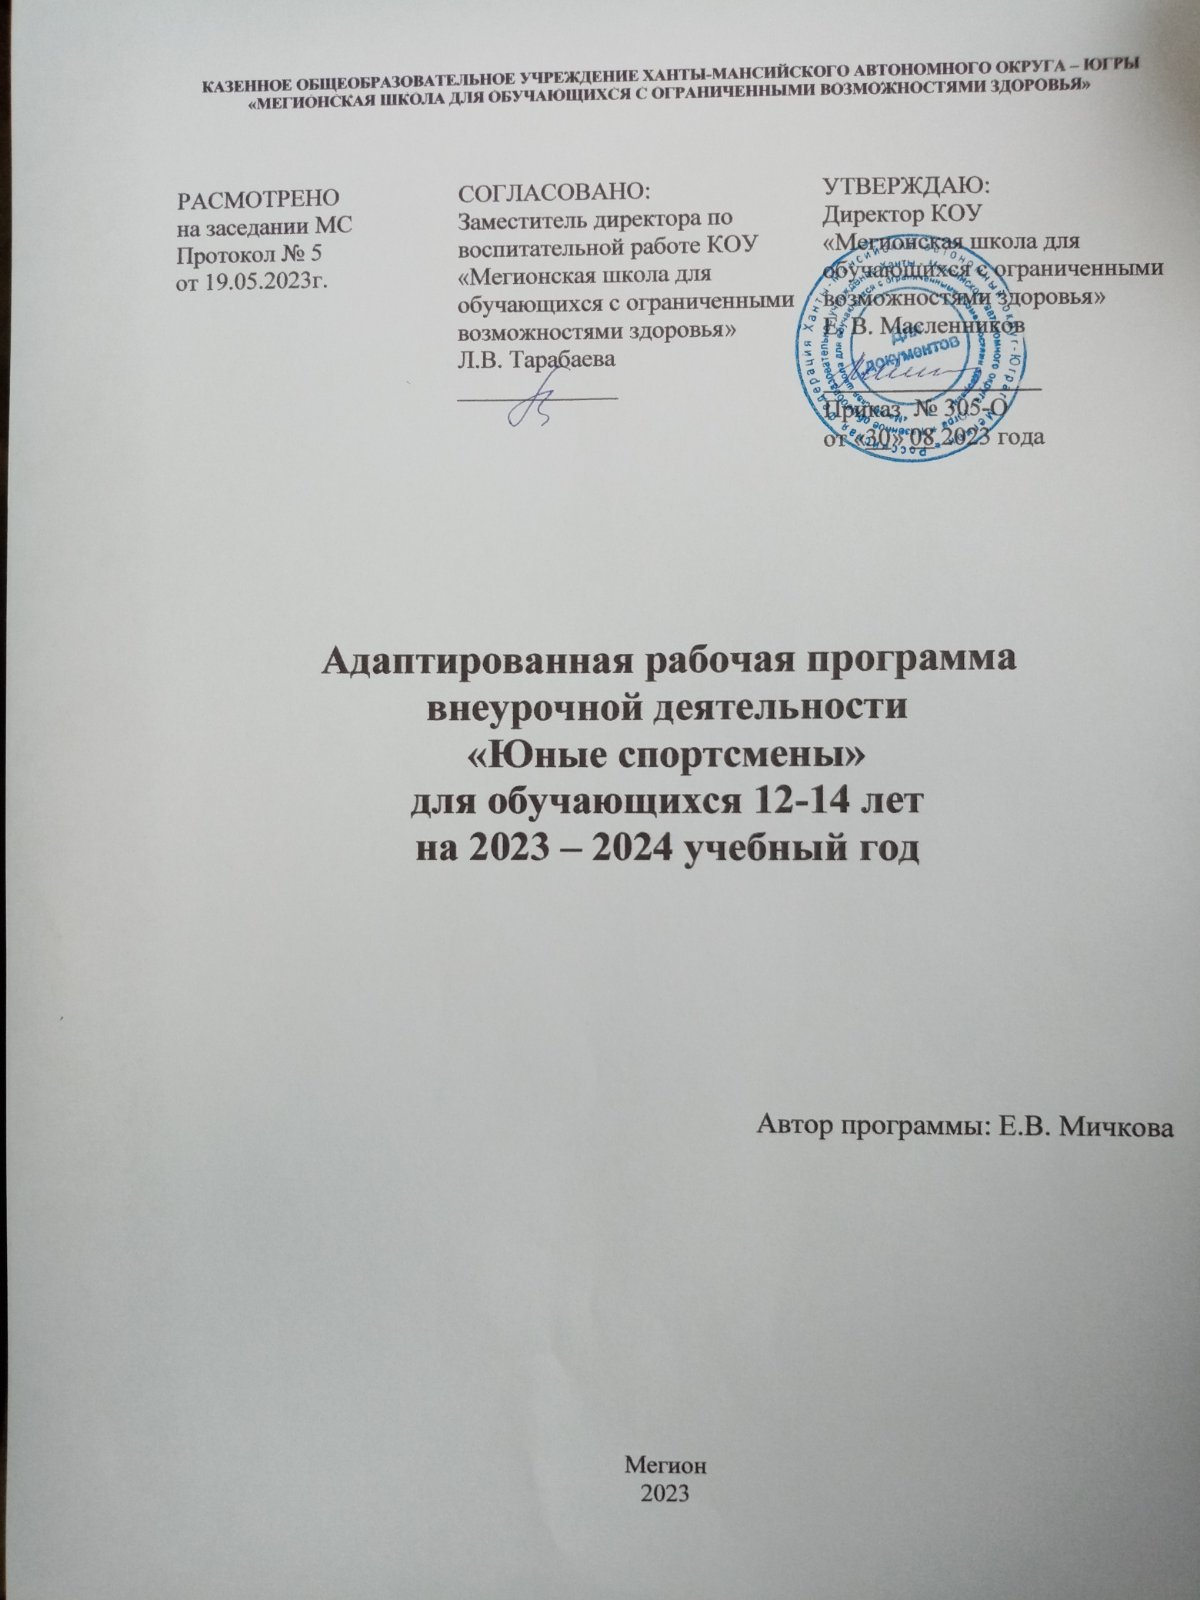 КАЗЕННОЕ ОБЩЕОБРАЗОВАТЕЛЬНОЕ УЧРЕЖДЕНИЕ ХАНТЫ-МАНСИЙСКОГО АВТОНОМНОГО ОКРУГА – ЮГРЫ
«МЕГИОНСКАЯ ШКОЛА ДЛЯ ОБУЧАЮЩИХСЯ С ОГРАНИЧЕННЫМИ ВОЗМОЖНОСТЯМИ ЗДОРОВЬЯ»
РАСМОТРЕНО
на заседании МС
Протокол № 5
от 19.05.2023г.
СОГЛАСОВАНО:
Заместитель директора по
воспитательной работе КОУ
«Мегионская школа для
обучающихся с ограниченными
возможностями здоровья»
Л.В. Тарабаева
УТВЕРЖДАЮ:
Директор КОУ
«Мегионская школа для
обучающихся с ограниченными
возможностями здоровья»
Е. В. Масленников
Приказ № 305-О
от «30» 08 2023 года
Для
документов
Адаптированная рабочая программа
внеурочной деятельности
«Юные спортсмены»
для обучающихся 12-14 лет
на 2023 – 2024 учебный год
Автор программы: Е.В. Мичкова
Мегион
2023